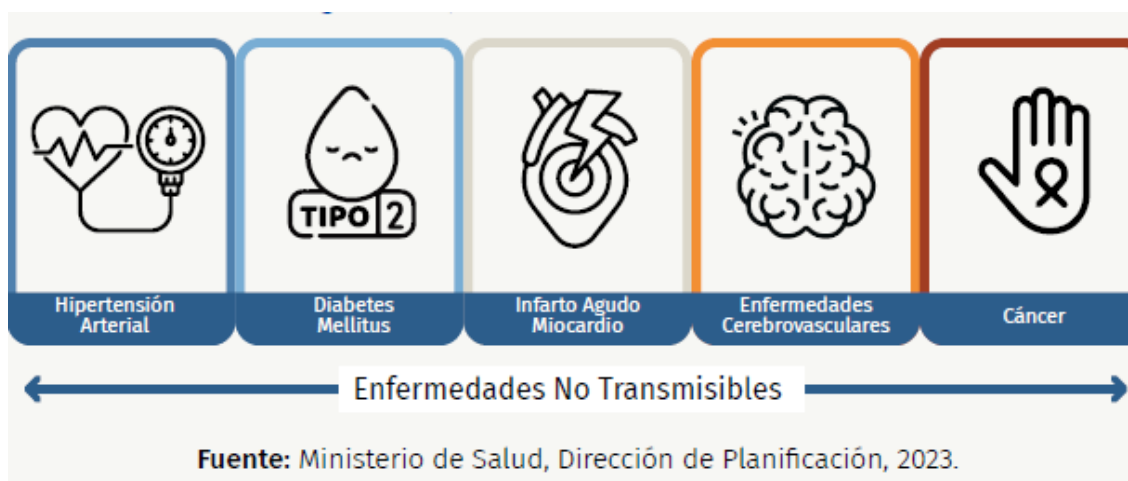 TIPO 2
Hipertensión
Arterial
Diabetes
Mellitus
Infarto Agudo
Miocardio
Enfermedades
Cerebrovasculares
Cáncer
Enfermedades No Transmisibles
Fuente: Ministerio de Salud, Dirección de Planificación, 2023.